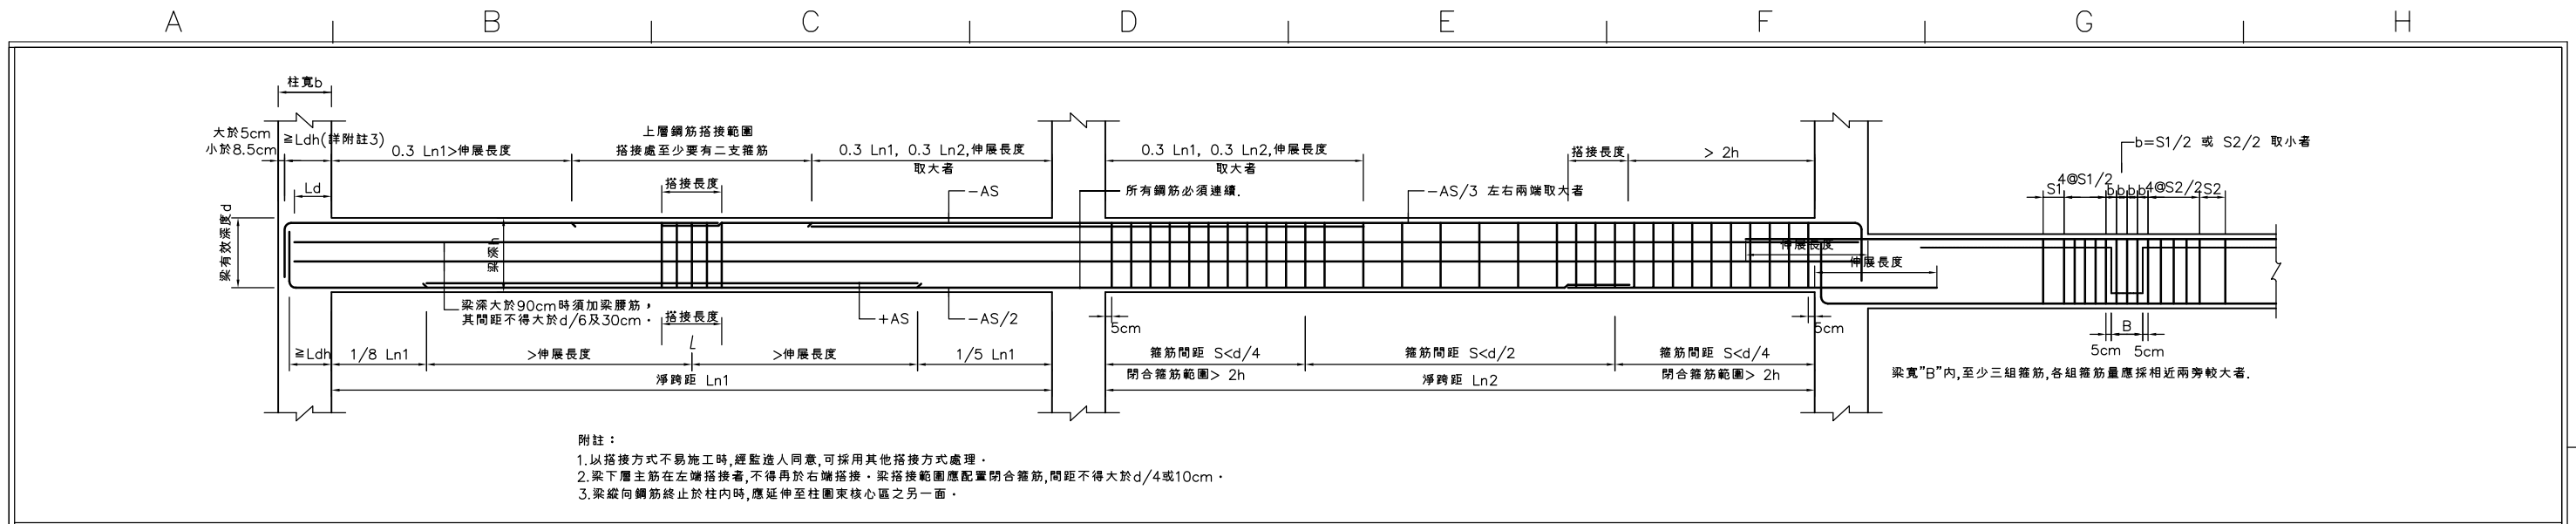 A B C D E F G H
柱寬b
大於5cm
小於8.5cm
≧Ldh(詳附註3)
0.3 Ln1>伸展長度
上層鋼筋搭接範圍
搭接處至少要有二支箍筋
0.3 Ln1, 0.3 Ln2,伸展長度
取大者
0.3 Ln1, 0.3 Ln2,伸展長度
取大者
搭接長度
> 2h
b=S1/2 或 S2/2 取小者
Ld
搭接長度
-AS
所有鋼筋必須連續.
-AS/3 左右兩端取大者
S1
4@S1/2
b b b b
4@S2/2
S2
梁有效深度d
梁深h
伸展長度
伸展長度
梁深大於90cm時須加梁腰筋，
其間距不得大於d/6及30cm．
搭接長度
+AS
-AS/2
5cm
5cm
B
5cm
5cm
≧Ldh
1/8 Ln1
>伸展長度
L
>伸展長度
1/5 Ln1
箍筋間距 S<d/4
箍筋間距 S<d/2
箍筋間距 S<d/4
淨跨距 Ln1
閉合箍筋範圍> 2h
淨跨距 Ln2
閉合箍筋範圍> 2h
梁寬"B"內,至少三組箍筋,各組箍筋量應採相近兩旁較大者.
附註：
1.以搭接方式不易施工時,經監造人同意,可採用其他搭接方式處理．
2.梁下層主筋在左端搭接者,不得再於右端搭接．梁搭接範圍應配置閉合箍筋,間距不得大於d/4或10cm．
3.梁縱向鋼筋終止於柱內時,應延伸至柱圍束核心區之另一面．